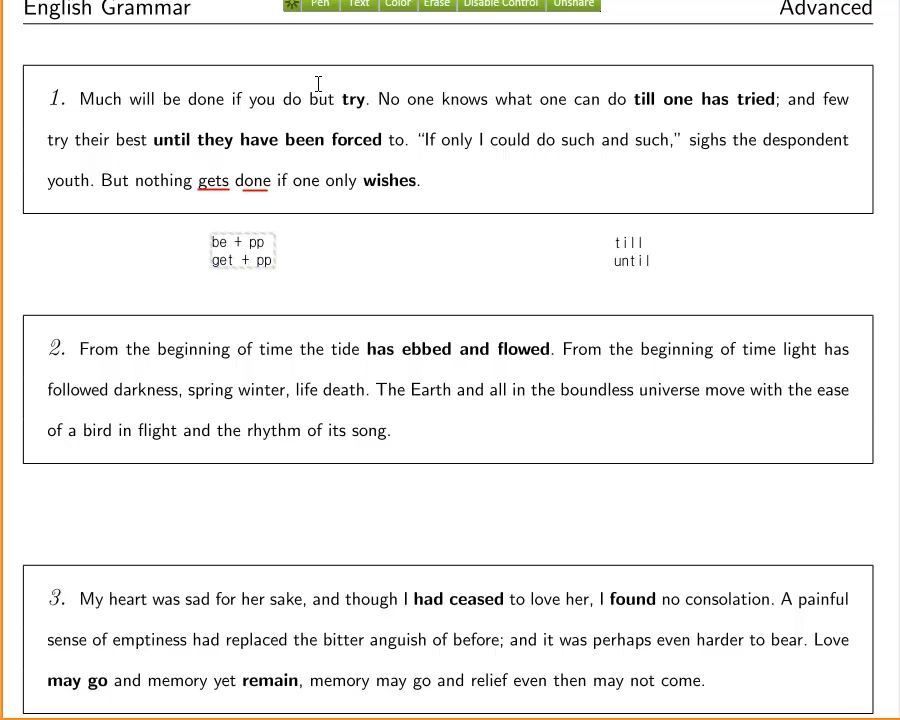 Pen Text Color Erase Disable Control Unshare
English Grammar Advanced
1. Much will be done if you do but try. No one knows what one can do till one has tried; and few
try their best until they have been forced to. “If only I could do such and such,” sighs the despondent
youth. But nothing gets done if one only wishes.
be + pp till
get + pp until
2. From the beginning of time the tide has ebbed and flowed. From the beginning of time light has
followed darkness, spring winter, life death. The Earth and all in the boundless universe move with the ease
of a bird in flight and the rhythm of its song.
3. My heart was sad for her sake, and though I had ceased to love her, I found no consolation. A painful
sense of emptiness had replaced the bitter anguish of before; and it was perhaps even harder to bear. Love
may go and memory yet remain, memory may go and relief even then may not come.